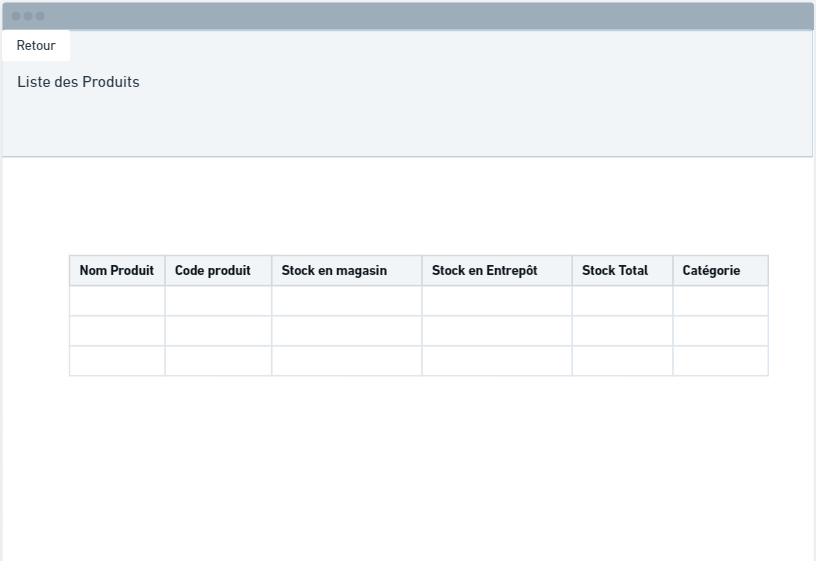 Retour
Liste des Produits
Nom Produit Code produit Stock en magasin Stock en Entrepôt Stock Total Catégorie